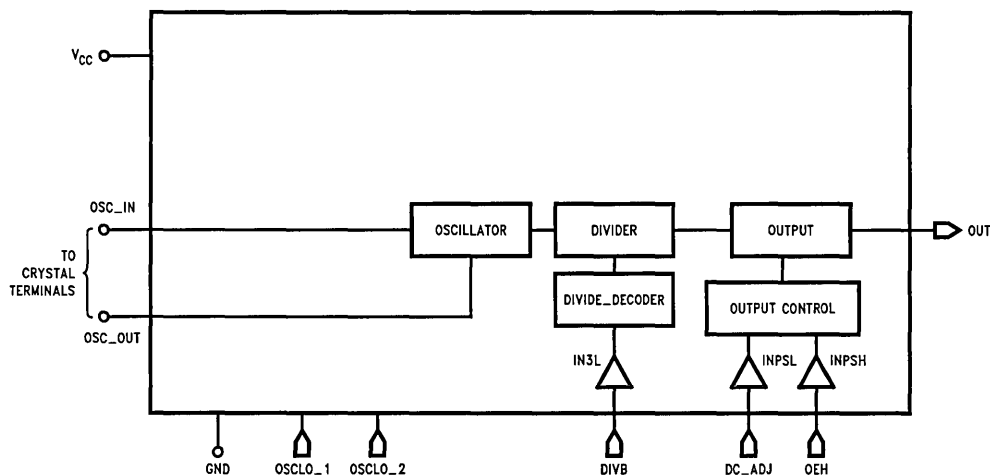 VCC
OSC_IN
OSCILLATOR
DIVIDER
OUTPUT
OUT
TO
CRYSTAL
TERMINALS
DIVIDE_DECODER
OUTPUT CONTROL
OSC_OUT
IN3L
INPSL
INPSH
GND
OSCLO_1
OSCLO_2
DIVB
DC_ADJ
OEH